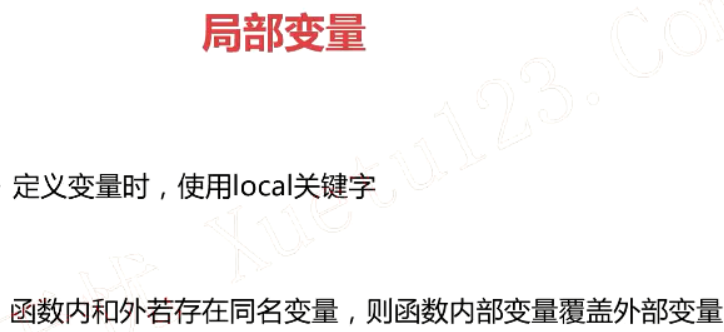 局部变量
定义变量时，使用local关键字
函数内和外若存在同名变量，则函数内部变量覆盖外部变量